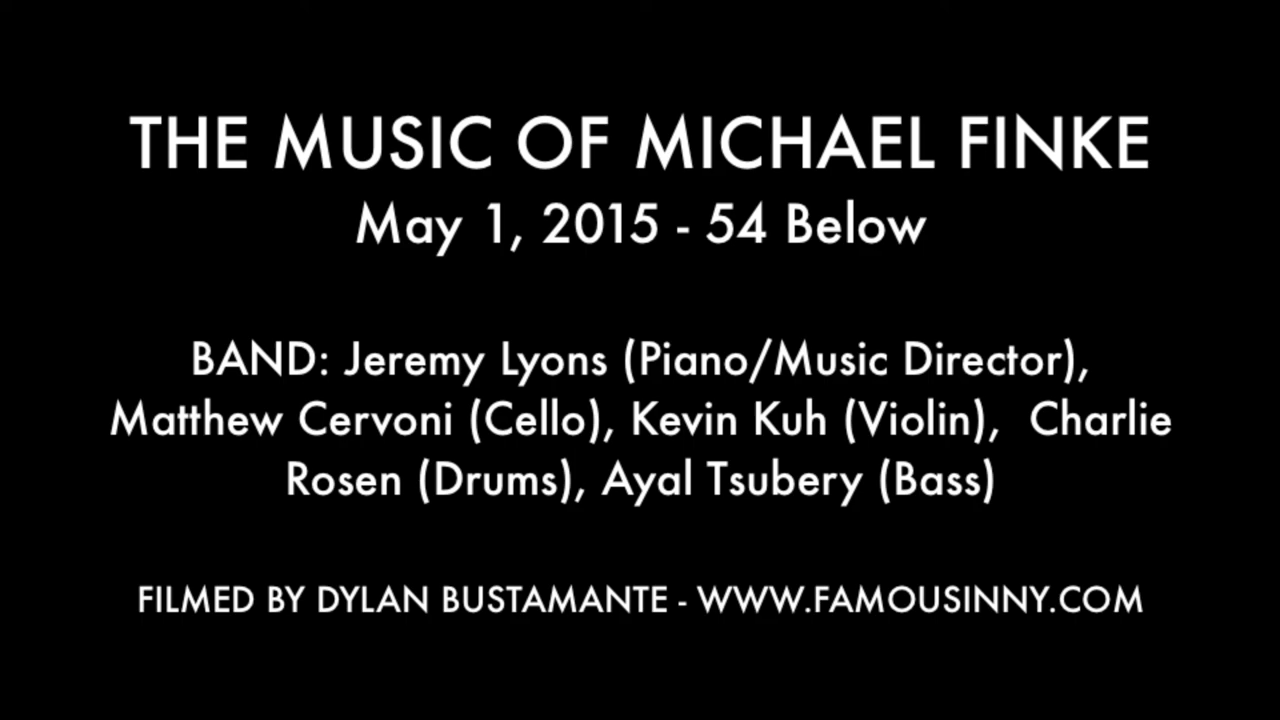 THE MUSIC OF MICHAEL FINKE
May 1, 2015 - 54 Below
BAND: Jeremy Lyons (Piano/Music Director),
Matthew Cervoni (Cello), Kevin Kuh (Violin),  Charlie
Rosen (Drums), Ayal Tsubery (Bass)
FILMED BY DYLAN BUSTAMANTE - WWW.FAMOUSINNY.COM